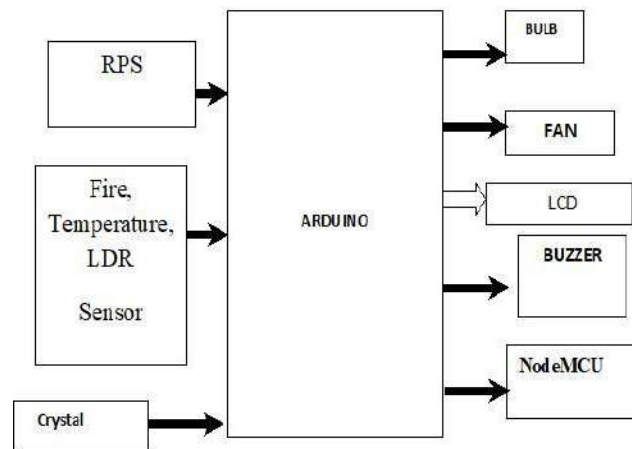 RPS
Fire,
Temperature,
LDR
Sensor
Crystal
ARDUINO
BULB
FAN
LCD
BUZZER
NodeMCU